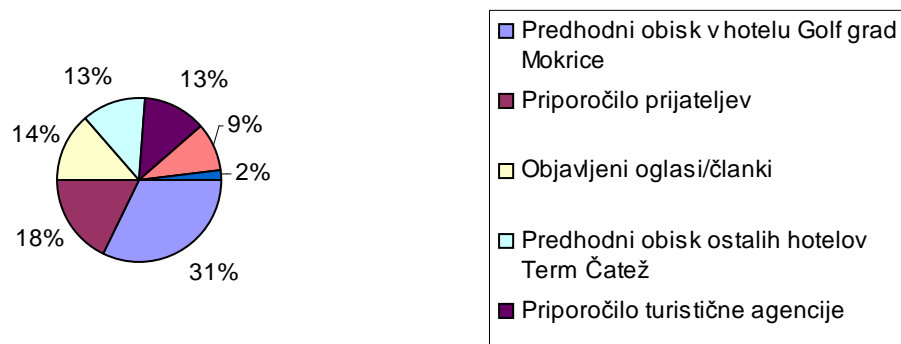 13%
13%
9%
14%
2%
18%
31%
Predhodni obisk v hotelu Golf grad
Mokrice
Priporočilo prijateljev
Objavljeni oglasi/članki
Predhodni obisk ostalih hotelov
Term Čatež
Priporočilo turistične agencije